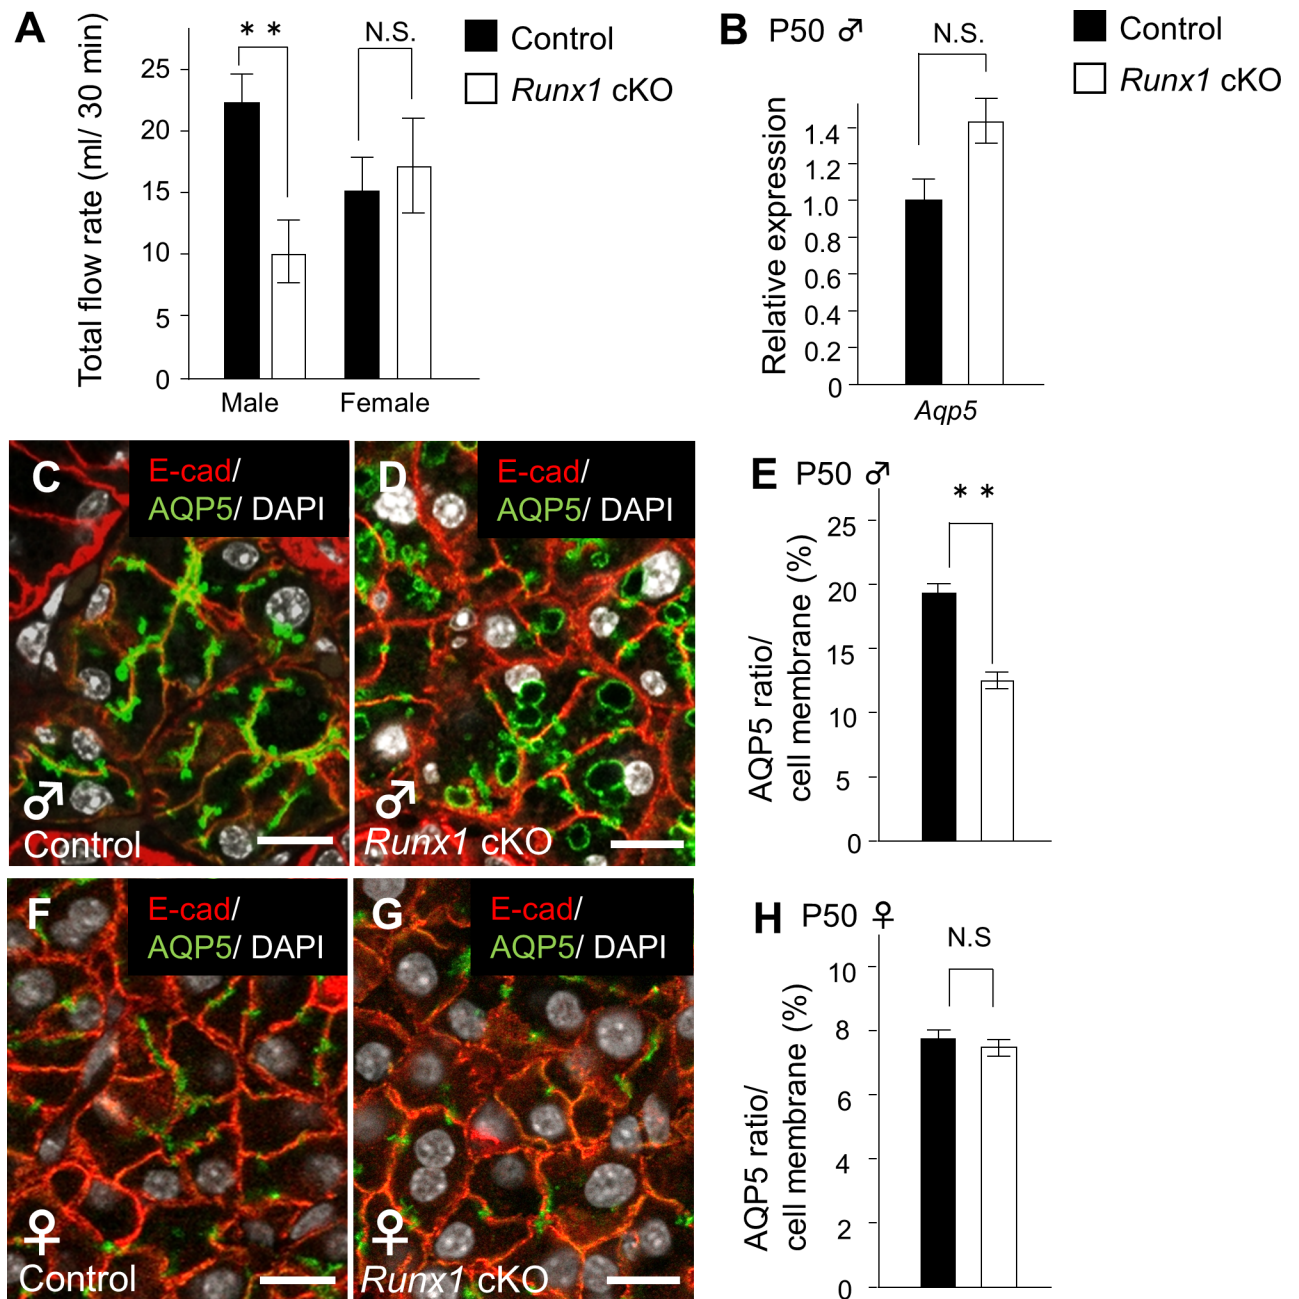 A
Total flow rate (ml/ 30 min)
25
20
15
10
5
0
* *
N.S.
Male
Female
Control
Runx1 cKO
B P50 ♂
Relative expression
1.4
1.2
1.0
0.8
0.6
0.4
0.2
0
N.S.
Aqp5
Control
Runx1 cKO
C
E-cad/
AQP5/ DAPI
♂
Control
D
E-cad/
AQP5/ DAPI
♂
Runx1 cKO
E P50 ♂
* *
AQP5 ratio/
cell membrane (%)
25
20
15
10
5
0
F
E-cad/
AQP5/ DAPI
♀
Control
G
E-cad/
AQP5/ DAPI
♀
Runx1 cKO
H P50 ♀
N.S
AQP5 ratio/
cell membrane (%)
10
8
6
4
2
0